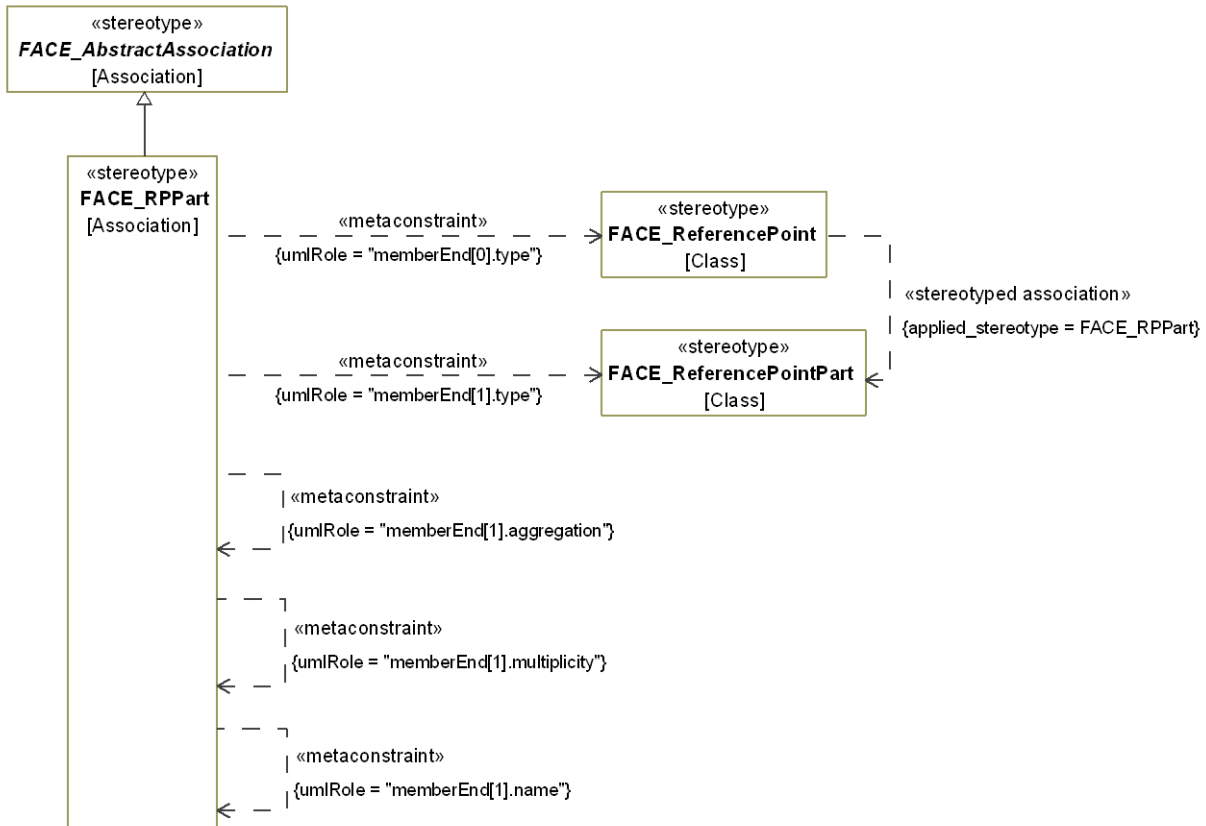 «stereotype»
FACE_AbstractAssociation
[Association]
«stereotype»
FACE_RPPart
[Association]
«metaconstraint»
{umlRole = "memberEnd[0].type"}
«stereotype»
FACE_ReferencePoint
[Class]
«stereotyped association»
{applied_stereotype = FACE_RPPart}
«metaconstraint»
{umlRole = "memberEnd[1].type"}
«stereotype»
FACE_ReferencePointPart
[Class]
«metaconstraint»
{umlRole = "memberEnd[1].aggregation"}
«metaconstraint»
{umlRole = "memberEnd[1].multiplicity"}
«metaconstraint»
{umlRole = "memberEnd[1].name"}